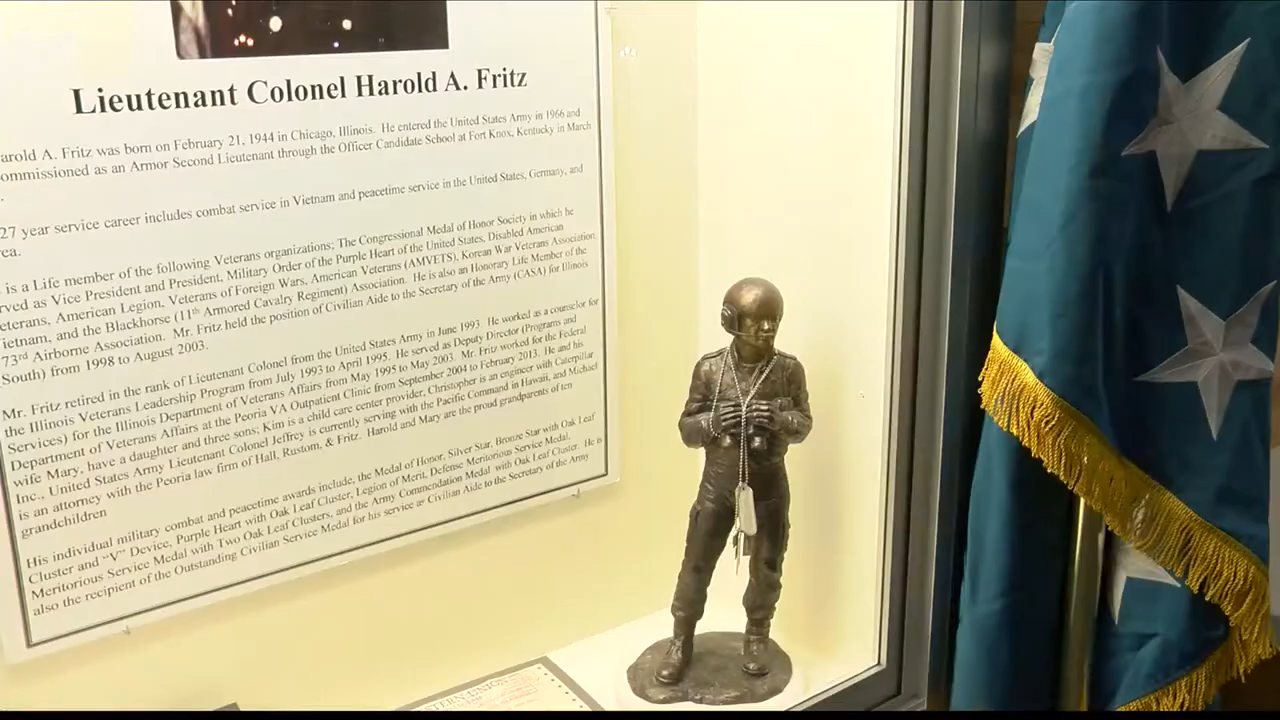 Lieutenant Colonel Harold A. Fritz
arold A. Fritz was born on February 21, 1944 in Chicago, Illinois. He entered the United States Army in 1966 and
ommissioned as an Armor Second Lieutenant through the Officer Candidate School at Fort Knox, Kentucky in March
.
27 year service career includes combat service in Vietnam and peacetime service in the United States, Germany, and
rea.
is a Life member of the following Veterans organizations; The Congressional Medal of Honor Society in which he
rved as Vice President and President, Military Order of the Purple Heart of the United States, Disabled American
eterans, American Legion, Veterans of Foreign Wars, American Veterans (AMVETS), Korean War Veterans Association,
ietnam, and the Blackhorse (11th Armored Cavalry Regiment) Association. He is also an Honorary Life Member of the
73rd Airborne Association. Mr. Fritz held the position of Civilian Aide to the Secretary of the Army (CASA) for Illinois
South) from 1998 to August 2003.
Mr. Fritz retired in the rank of Lieutenant Colonel from the United States Army in June 1993. He worked as a counselor for
the Illinois Veterans Leadership Program from July 1993 to April 1995. He served as Deputy Director (Programs and
Services) for the Illinois Department of Veterans Affairs from May 1995 to May 2003. Mr. Fritz worked for the Federal
Department of Veterans Affairs at the Peoria VA Outpatient Clinic from September 2004 to February 2013. He and his
wife Mary, have a daughter and three sons; Kim is a child care center provider, Christopher is an engineer with Caterpillar
Inc., United States Army Lieutenant Colonel Jeffrey is currently serving with the Pacific Command in Hawaii, and Michael
is an attorney with the Peoria law firm of Hall, Rustom, & Fritz. Harold and Mary are the proud grandparents of ten
grandchildren
His individual military combat and peacetime awards include, the Medal of Honor, Silver Star, Bronze Star with Oak Leaf
Cluster and "V" Device, Purple Heart with Oak Leaf Cluster, Legion of Merit, Defense Meritorious Service Medal,
Meritorious Service Medal with Two Oak Leaf Clusters, and the Army Commendation Medal with Oak Leaf Cluster. He is
also the recipient of the Outstanding Civilian Service Medal for his service as Civilian Aide to the Secretary of the Army